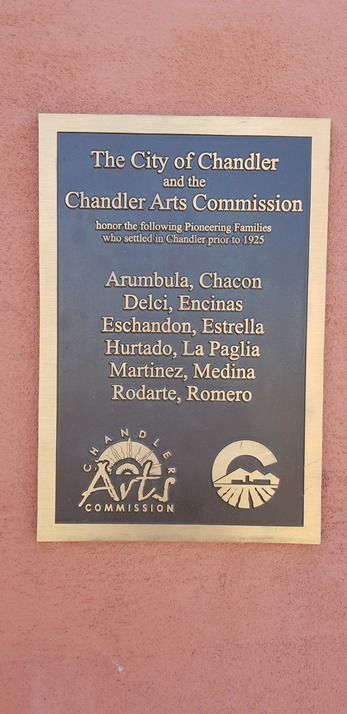 The City of Chandler
and the
Chandler Arts Commission
honor the following Pioneering Families
who settled in Chandler prior to 1925
Arumbula, Chacon
Delci, Encinas
Eschandon, Estrella
Hurtado, La Paglia
Martinez, Medina
Rodarte, Romero
CHANDLER
Arts
COMMISSION